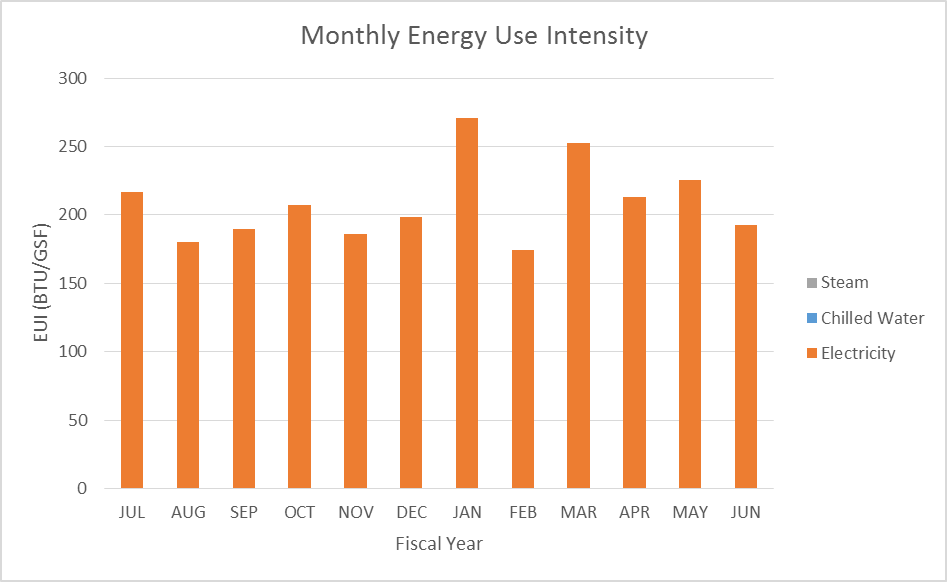 Monthly Energy Use Intensity
EUI (BTU/GSF)
300
250
200
150
100
50
0
JUL AUG SEP OCT NOV DEC JAN FEB MAR APR MAY JUN
Fiscal Year
Steam
Chilled Water
Electricity